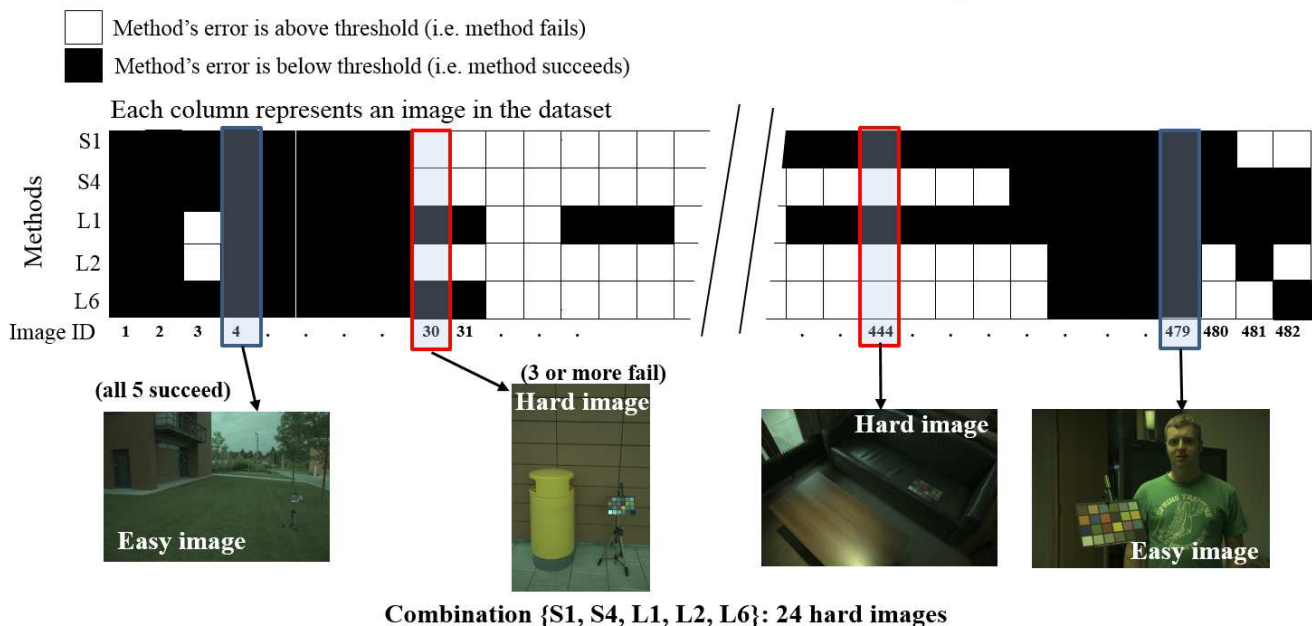 Method's error is above threshold (i.e. method fails)
Method's error is below threshold (i.e. method succeeds)
Each column represents an image in the dataset
Methods
S1
S4
L1
L2
L6
Image ID 1 2 3 4 . . . . 30 31 . . . . . 444 . . . . . . . 479 480 481 482
(all 5 succeed)
(3 or more fail)
Easy image
Hard image
Hard image
Easy image
Combination {S1, S4, L1, L2, L6}: 24 hard images